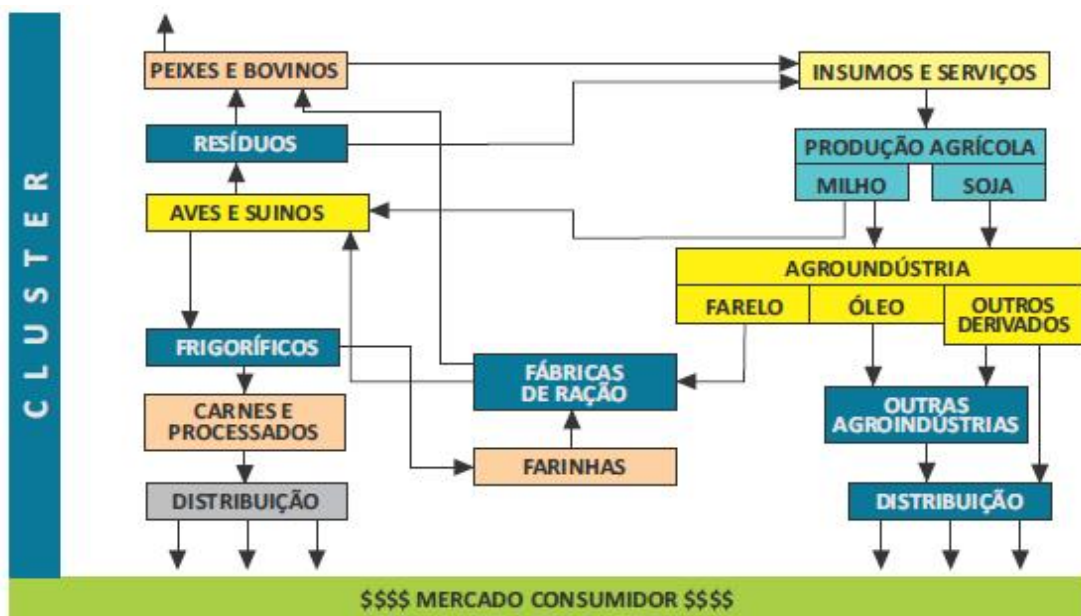 CLUSTER
PEIXES E BOVINOS
INSUMOS E SERVIÇOS
RESÍDUOS
PRODUÇÃO AGRÍCOLA
MILHO
SOJA
AVES E SUINOS
AGROUNDÚSTRIA
FARELO
ÓLEO
OUTROS
DERIVADOS
FRIGORÍFICOS
FÁBRICAS
DE RAÇÃO
CARNES E
PROCESSADOS
OUTRAS
AGROINDÚSTRIAS
FARINHAS
DISTRIBUIÇÃO
DISTRIBUIÇÃO
$$$$ MERCADO CONSUMIDOR $$$$